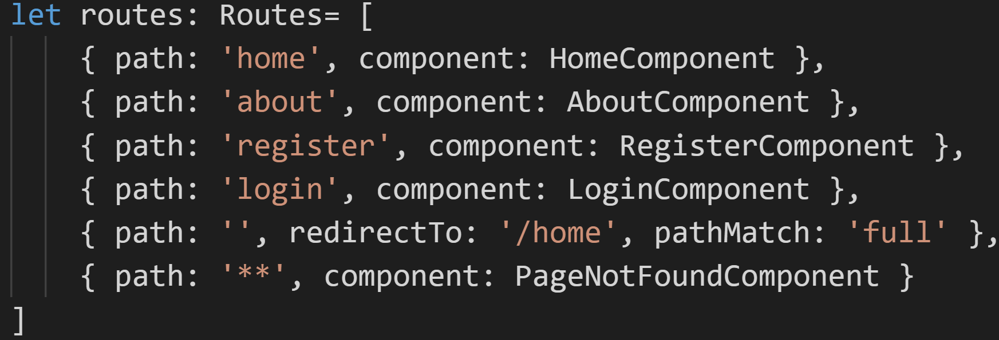 let routes: Routes= [
{ path: 'home', component: HomeComponent },
{ path: 'about', component: AboutComponent },
{ path: 'register', component: RegisterComponent },
{ path: 'login', component: LoginComponent },
{ path: '', redirectTo: '/home', pathMatch: 'full' },
{ path: '**', component: PageNotFoundComponent }
]